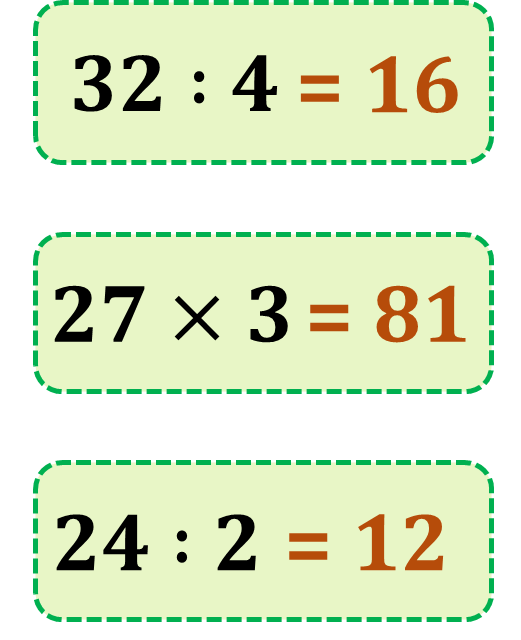 32 : 4 = 16
27 × 3 = 81
24 : 2 = 12